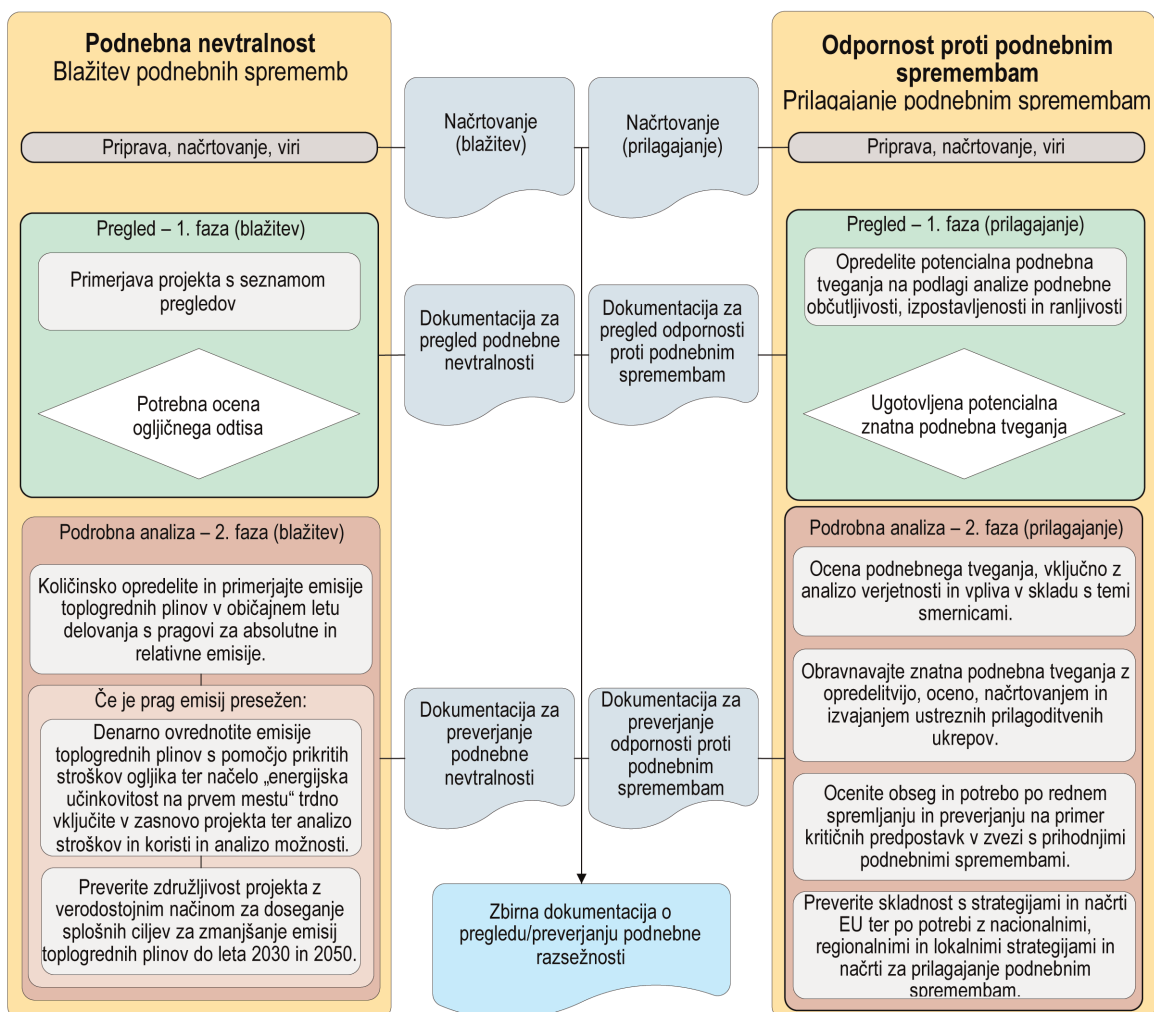 Podnebna nevtralnost
Blažitev podnebnih sprememb
Priprava, načrtovanje, viri
Pregled – 1. faza (blažitev)
Primerjava projekta s seznamom
pregledov
Potrebna ocena
ogljičnega odtisa
Podrobna analiza – 2. faza (blažitev)
Količinsko opredelite in primerjajte emisije
toplogrednih plinov v običajnem letu
delovanja s pragovi za absolutne in
relativne emisije.
Če je prag emisij presežen:
Denarno ovrednotite emisije
toplogrednih plinov s pomočjo prikritih
stroškov ogljika ter načelo „energijska
učinkovitost na prvem mestu“ trdno
vključite v zasnovo projekta ter analizo
stroškov in koristi in analizo možnosti.
Preverite združljivost projekta z
verodostojnim načinom za doseganje
splošnih ciljev za zmanjšanje emisij
toplogrednih plinov do leta 2030 in 2050.
Načrtovanje
(blažitev)
Načrtovanje
(prilagajanje)
Dokumentacija za
pregled podnebne
nevtralnosti
Dokumentacija za
pregled odpornosti
proti podnebnim
spremembam
Dokumentacija za
preverjanje
podnebne
nevtralnosti
Dokumentacija za
preverjanje
odpornosti proti
podnebnim
spremembam
Zbirna dokumentacija o
pregledu/preverjanju podnebne
razsežnosti
Odpornost proti podnebnim
spremembam
Prilagajanje podnebnim spremembam
Priprava, načrtovanje, viri
Pregled – 1. faza (prilagajanje)
Opredelite potencialna podnebna
tveganja na podlagi analize podnebne
občutljivosti, izpostavljenosti in ranljivosti
Ugotovljena potencialna
znatna podnebna tveganja
Podrobna analiza – 2. faza (prilagajanje)
Ocena podnebnega tveganja, vključno z
analizo verjetnosti in vpliva v skladu s temi
smernicami.
Obravnavajte znatna podnebna tveganja z
opredelitvijo, oceno, načrtovanjem in
izvajanjem ustreznih prilagoditvenih
ukrepov.
Ocenite obseg in potrebo po rednem
spremljanju in preverjanju na primer
kritičnih predpostavk v zvezi s prihodnjimi
podnebnimi spremembami.
Preverite skladnost s strategijami in načrti
EU ter po potrebi z nacionalnimi,
regionalnimi in lokalnimi strategijami in
načrti za prilagajanje podnebnim
spremembam.